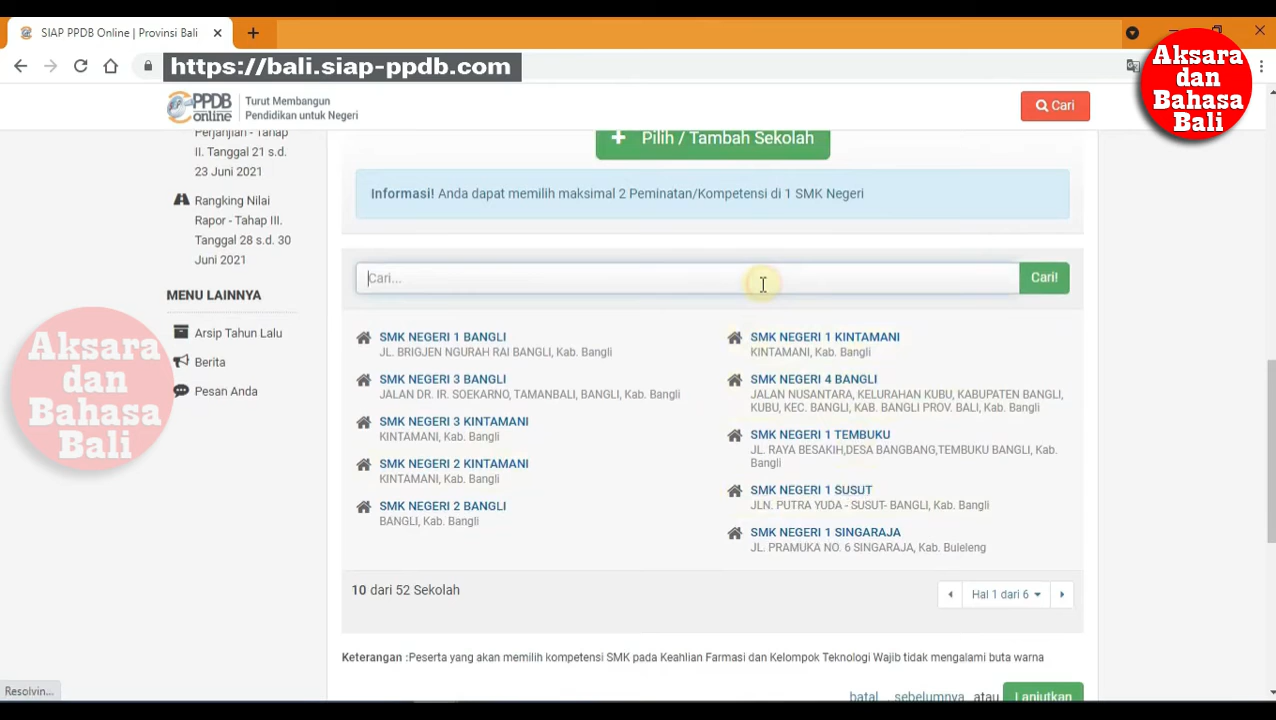 SIAP PPDB Online | Provinsi Bali
https://bali.siap-ppdb.com
Aksara
dan
Bahasa
Bali
PPDB
online
Turut Membangun
Pendidikan untuk Negeri
Cari
Perjanjian - Tahap
II. Tanggal 21 s.d.
23 Juni 2021
Rangking Nilai
Rapor - Tahap III.
Tanggal 28 s.d. 30
Juni 2021
MENU LAINNYA
Arsip Tahun Lalu
Berita
Pesan Anda
Aksara
dan
Bahasa
Bali
+ Pilih / Tambah Sekolah
Informasi! Anda dapat memilih maksimal 2 Peminatan/Kompetensi di 1 SMK Negeri
Cari...
Cari!
SMK NEGERI 1 BANGLI
JL. BRIGJEN NGURAH RAI BANGLI, Kab. Bangli
SMK NEGERI 3 BANGLI
JALAN DR. IR. SOEKARNO, TAMANBALI, BANGLI, Kab. Bangli
SMK NEGERI 3 KINTAMANI
KINTAMANI, Kab. Bangli
SMK NEGERI 2 KINTAMANI
KINTAMANI, Kab. Bangli
SMK NEGERI 2 BANGLI
BANGLI, Kab. Bangli
SMK NEGERI 1 KINTAMANI
KINTAMANI, Kab. Bangli
SMK NEGERI 4 BANGLI
JALAN NUSANTARA, KELURAHAN KUBU, KABUPATEN BANGLI,
KUBU, KEC. BANGLI, KAB. BANGLI PROV. BALI, Kab. Bangli
SMK NEGERI 1 TEMBUKU
JL. RAYA BESAKIH,DESA BANGBANG,TEMBUKU BANGLI, Kab.
Bangli
SMK NEGERI 1 SUSUT
JLN. PUTRA YUDA - SUSUT- BANGLI, Kab. Bangli
SMK NEGERI 1 SINGARAJA
JL. PRAMUKA NO. 6 SINGARAJA, Kab. Buleleng
10 dari 52 Sekolah
Hal 1 dari 6
Keterangan :Peserta yang akan memilih kompetensi SMK pada Keahlian Farmasi dan Kelompok Teknologi Wajib tidak mengalami buta warna
batal, sebelumnya atau Lanjutkan
Resolvin...